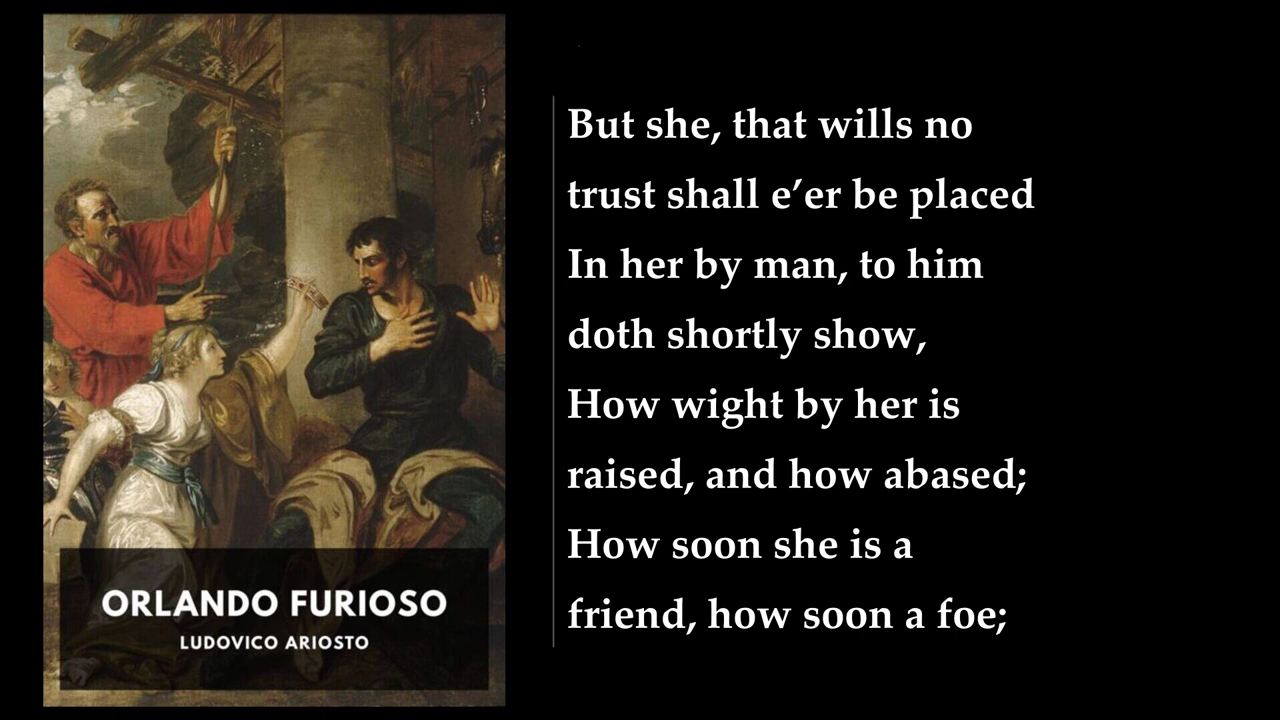 ORLANDO FURIOSO
LUDOVICO ARIOSTO
But she, that wills no
trust shall e’er be placed
In her by man, to him
doth shortly show,
How wight by her is
raised, and how abased;
How soon she is a
friend, how soon a foe;